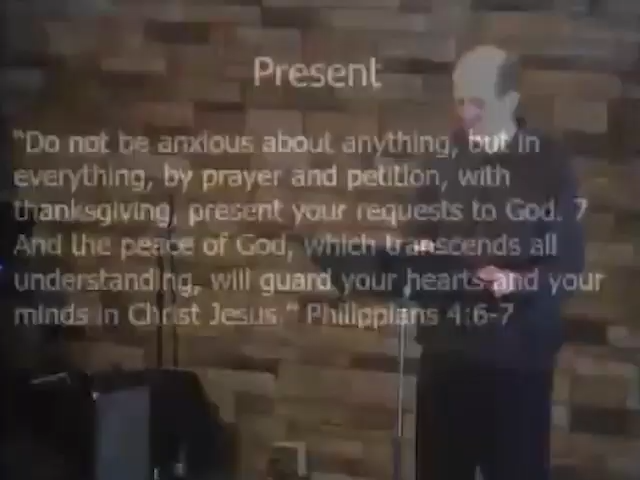 Present
"Do not be anxious about anything, but in
everything, by prayer and petition, with
thanksgiving, present your requests to God. 7
And the peace of God, which transcends all
understanding, will guard your hearts and your
minds in Christ Jesus." Philippians 4:6-7